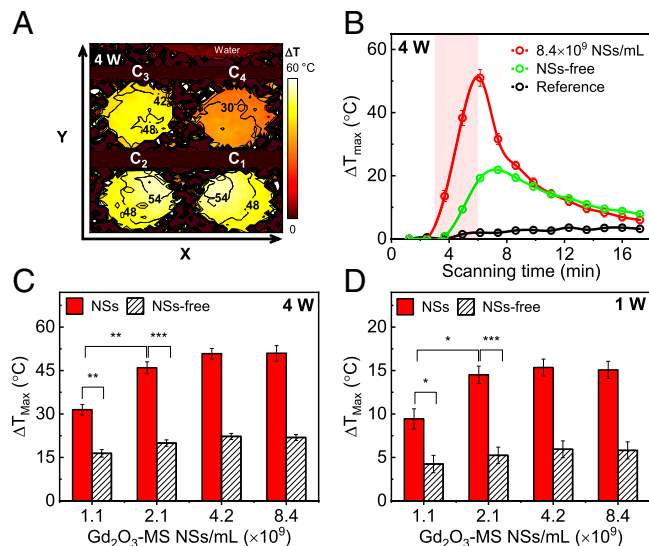 A
4 W
Water
ΔT
60 °C
C₃
C₄
42
30
48
C₂
C₁
54
54
48
48
0
Y
X
B
4 W
8.4×10⁹ NSs/mL
NSs-free
Reference
ΔTmax (°C)
60
40
20
0
0 4 8 12 16
Scanning time (min)
C
NSs NSs-free 4 W
** ***
**
ΔTMax (°C)
60
45
30
15
0
1.1 2.1 4.2 8.4
Gd₂O₃-MS NSs/mL (×10⁹)
D
NSs NSs-free 1 W
* ***
*
ΔTMax (°C)
20
15
10
5
0
1.1 2.1 4.2 8.4
Gd₂O₃-MS NSs/mL (×10⁹)